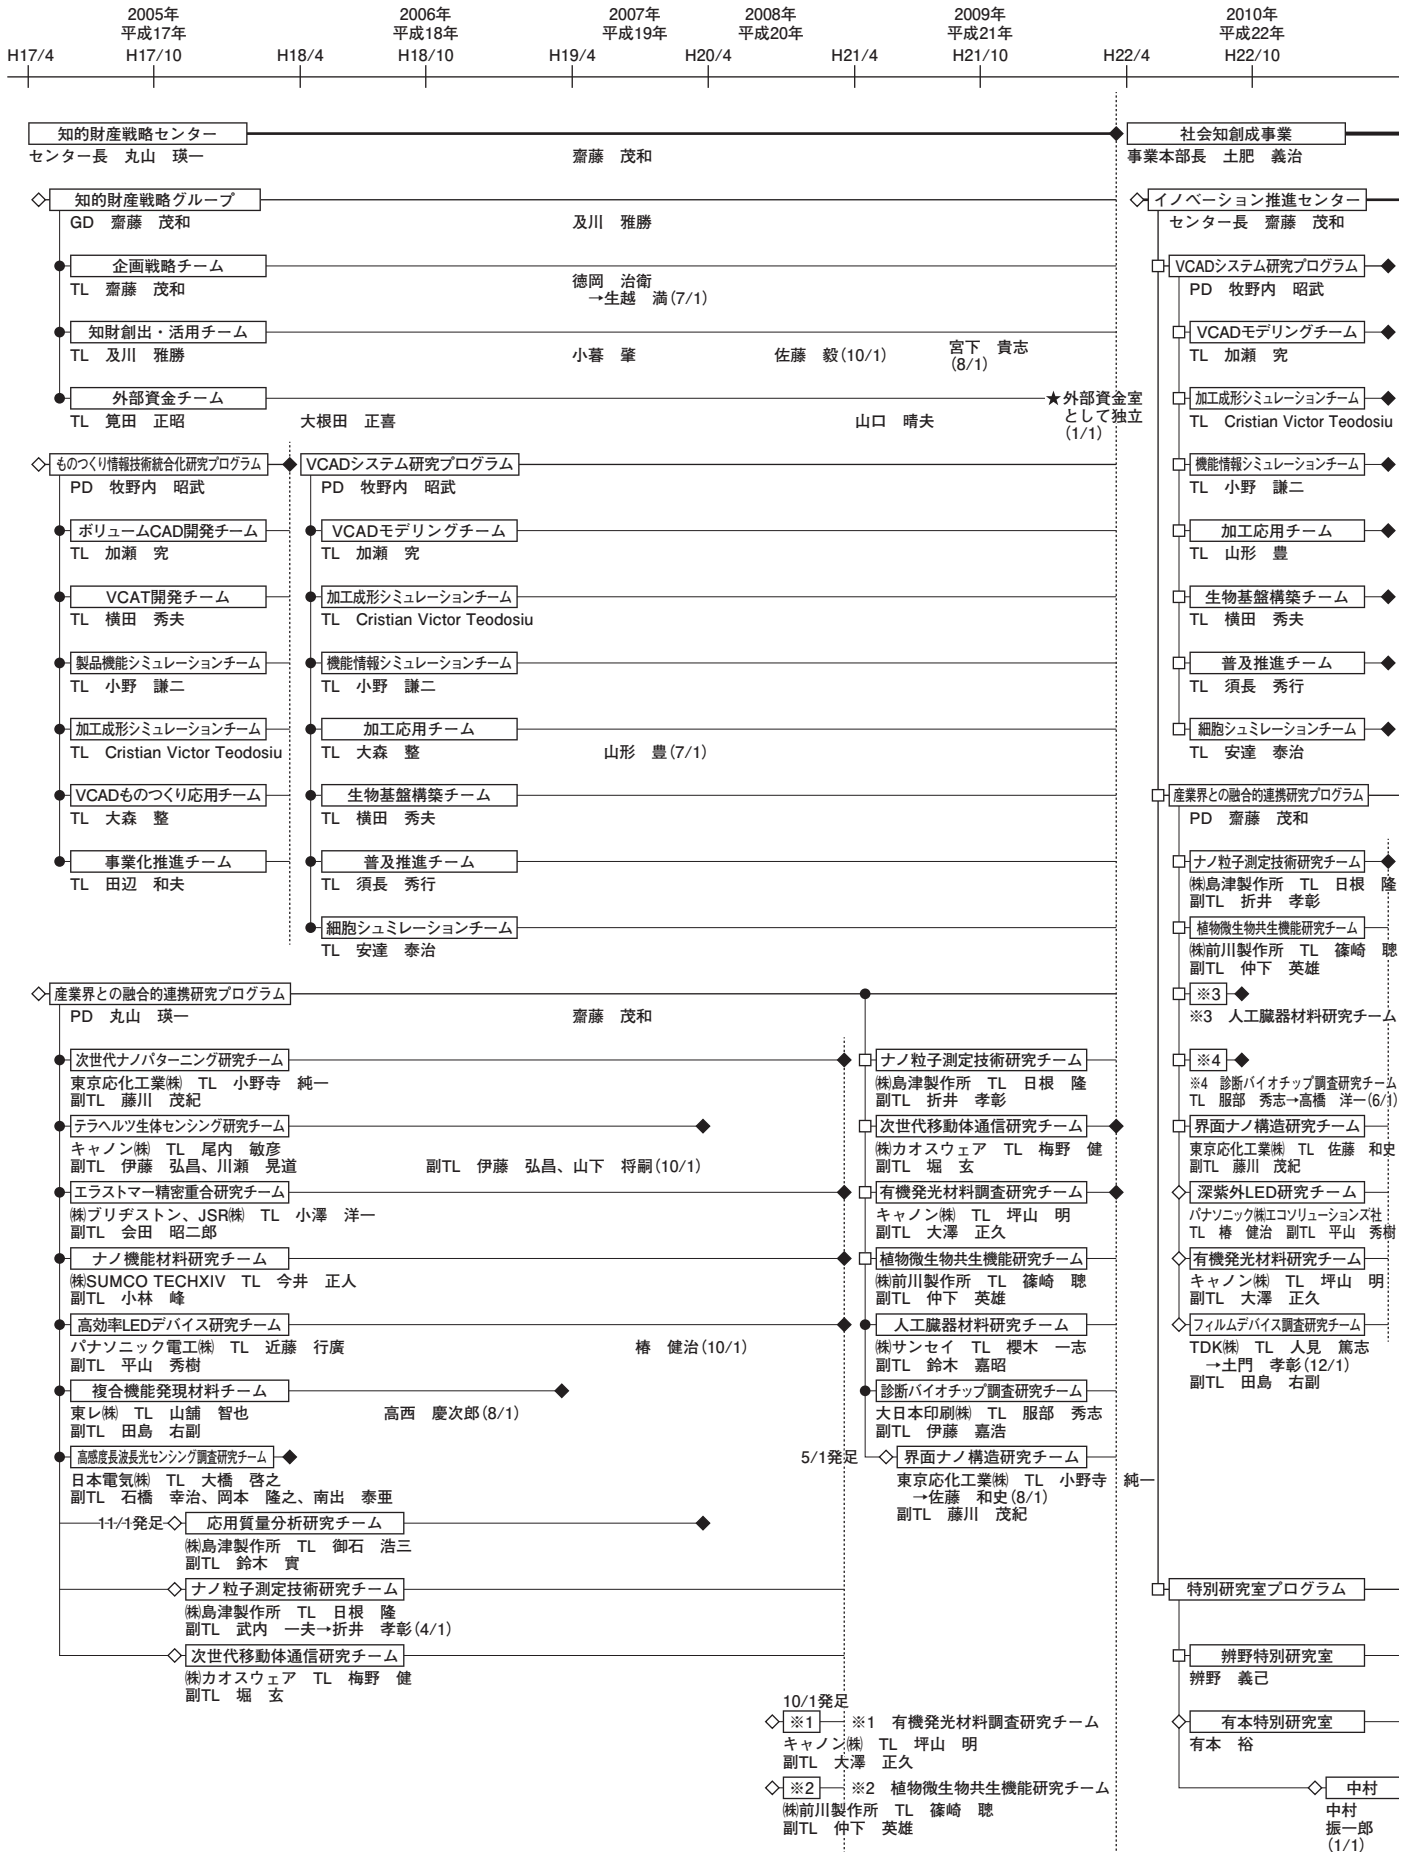 2005年
平成17年
2006年
平成18年
2007年
平成19年
2008年
平成20年
2009年
平成21年
2010年
平成22年
H17/4
H17/10
H18/4
H18/10
H19/4
H20/4
H21/4
H21/10
H22/4
H22/10
知的財産戦略センター
センター長 丸山 瑛一
齋藤 茂和
知的財産戦略グループ
GD 齋藤 茂和
及川 雅勝
企画戦略チーム
TL 齋藤 茂和
徳岡 治衛
→生越 満(7/1)
知財創出・活用チーム
TL 及川 雅勝
小暮 肇
佐藤 毅(10/1)
宮下 貴志
(8/1)
外部資金チーム
TL 筧田 正昭
大根田 正喜
山口 晴夫
★外部資金室
として独立
(1/1)
ものつくり情報技術統合化研究プログラム
PD 牧野内 昭武
ボリュームCAD開発チーム
TL 加瀬 究
VCAT開発チーム
TL 横田 秀夫
製品機能シミュレーションチーム
TL 小野 謙二
加工成形シミュレーションチーム
TL Cristian Victor Teodosiu
VCADものつくり応用チーム
TL 大森 整
事業化推進チーム
TL 田辺 和夫
VCADシステム研究プログラム
PD 牧野内 昭武
VCADモデリングチーム
TL 加瀬 究
加工成形シミュレーションチーム
TL Cristian Victor Teodosiu
機能情報シミュレーションチーム
TL 小野 謙二
加工応用チーム
TL 大森 整
山形 豊(7/1)
生物基盤構築チーム
TL 横田 秀夫
普及推進チーム
TL 須長 秀行
細胞シュミレーションチーム
TL 安達 泰治
産業界との融合的連携研究プログラム
PD 丸山 瑛一
齋藤 茂和
次世代ナノパターニング研究チーム
東京応化工業㈱ TL 小野寺 純一
副TL 藤川 茂紀
テラヘルツ生体センシング研究チーム
キャノン㈱ TL 尾内 敏彦
副TL 伊藤 弘昌、川瀬 晃道
副TL 伊藤 弘昌、山下 将嗣(10/1)
エラストマー精密重合研究チーム
㈱ブリヂストン、JSR㈱ TL 小澤 洋一
副TL 会田 昭二郎
ナノ機能材料研究チーム
㈱SUMCO TECHXIV TL 今井 正人
副TL 小林 峰
高効率LEDデバイス研究チーム
パナソニック電工㈱ TL 近藤 行廣
椿 健治(10/1)
副TL 平山 秀樹
複合機能発現材料チーム
東レ㈱ TL 山舗 智也
高西 慶次郎(8/1)
副TL 田島 右副
高感度長波長光センシング調査研究チーム
日本電気㈱ TL 大橋 啓之
副TL 石橋 幸治、岡本 隆之、南出 泰亜
11/1発足
応用質量分析研究チーム
㈱島津製作所 TL 御石 浩三
副TL 鈴木 實
ナノ粒子測定技術研究チーム
㈱島津製作所 TL 日根 隆
副TL 武内 一夫→折井 孝彰(4/1)
次世代移動体通信研究チーム
㈱カオスウェア TL 梅野 健
副TL 堀 玄
10/1発足
※1
※1 有機発光材料調査研究チーム
キャノン㈱ TL 坪山 明
副TL 大澤 正久
※2
※2 植物微生物共生機能研究チーム
㈱前川製作所 TL 篠崎 聰
副TL 仲下 英雄
ナノ粒子測定技術研究チーム
㈱島津製作所 TL 日根 隆
副TL 折井 孝彰
次世代移動体通信研究チーム
㈱カオスウェア TL 梅野 健
副TL 堀 玄
有機発光材料調査研究チーム
キャノン㈱ TL 坪山 明
副TL 大澤 正久
植物微生物共生機能研究チーム
㈱前川製作所 TL 篠崎 聰
副TL 仲下 英雄
人工臓器材料研究チーム
㈱サンセイ TL 櫻木 一志
副TL 鈴木 嘉昭
診断バイオチップ調査研究チーム
大日本印刷㈱ TL 服部 秀志
副TL 伊藤 嘉浩
5/1発足
界面ナノ構造研究チーム
東京応化工業㈱ TL 小野寺 純一
→佐藤 和史(8/1)
副TL 藤川 茂紀
社会知創成事業
事業本部長 土肥 義治
イノベーション推進センター
センター長 齋藤 茂和
VCADシステム研究プログラム
PD 牧野内 昭武
VCADモデリングチーム
TL 加瀬 究
加工成形シミュレーションチーム
TL Cristian Victor Teodosiu
機能情報シミュレーションチーム
TL 小野 謙二
加工応用チーム
TL 山形 豊
生物基盤構築チーム
TL 横田 秀夫
普及推進チーム
TL 須長 秀行
細胞シュミレーションチーム
TL 安達 泰治
産業界との融合的連携研究プログラム
PD 齋藤 茂和
ナノ粒子測定技術研究チーム
㈱島津製作所 TL 日根 隆
副TL 折井 孝彰
植物微生物共生機能研究チーム
㈱前川製作所 TL 篠崎 聰
副TL 仲下 英雄
※3
※3 人工臓器材料研究チーム
※4
※4 診断バイオチップ調査研究チーム
TL 服部 秀志→高橋 洋一(6/1)
界面ナノ構造研究チーム
東京応化工業㈱ TL 佐藤 和史
副TL 藤川 茂紀
深紫外LED研究チーム
パナソニック㈱エコソリューションズ社
TL 椿 健治 副TL 平山 秀樹
有機発光材料研究チーム
キャノン㈱ TL 坪山 明
副TL 大澤 正久
フィルムデバイス調査研究チーム
TDK㈱ TL 人見 篤志
→土門 孝彰(12/1)
副TL 田島 右副
特別研究室プログラム
辨野特別研究室
辨野 義己
有本特別研究室
有本 裕
中村
中村
振一郎
(1/1)